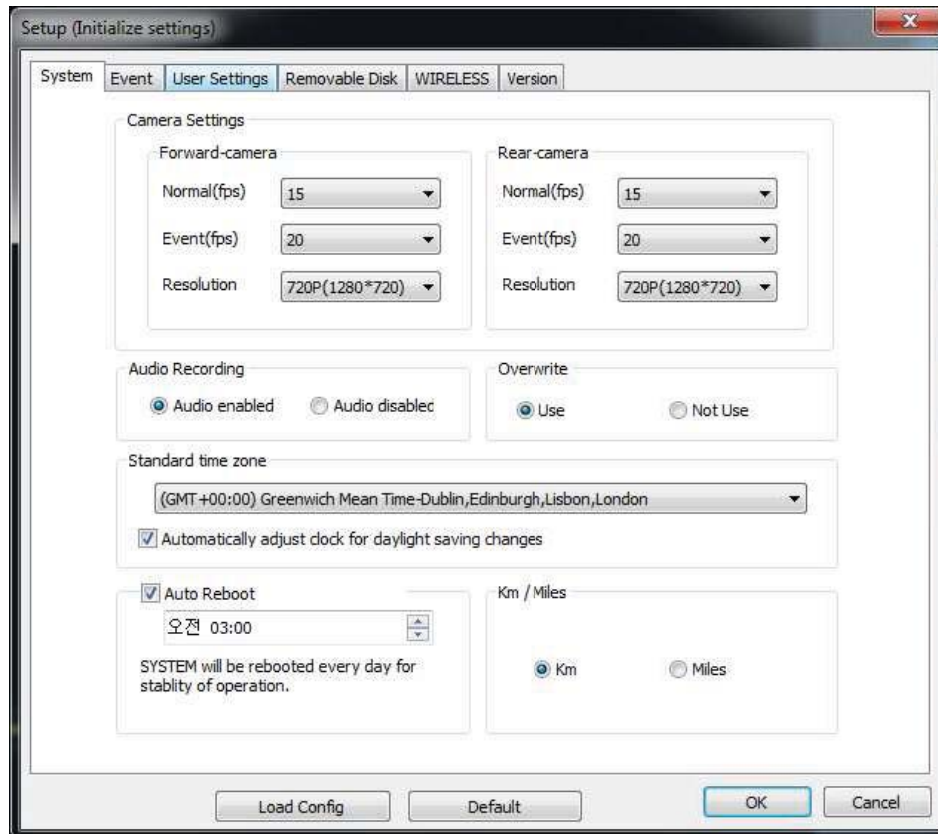 Setup (Initialize settings)
System Event User Settings Removable Disk WIRELESS Version
Camera Settings
Forward-camera
Normal(fps) 15
Event(fps) 20
Resolution 720P(1280*720)
Rear-camera
Normal(fps) 15
Event(fps) 20
Resolution 720P(1280*720)
Audio Recording
Audio enabled Audio disabled
Overwrite
Use Not Use
Standard time zone
(GMT+00:00) Greenwich Mean Time-Dublin,Edinburgh,Lisbon,London
Automatically adjust clock for daylight saving changes
Auto Reboot
오전 03:00
SYSTEM will be rebooted every day for
stablity of operation.
Km / Miles
Km Miles
Load Config Default OK Cancel